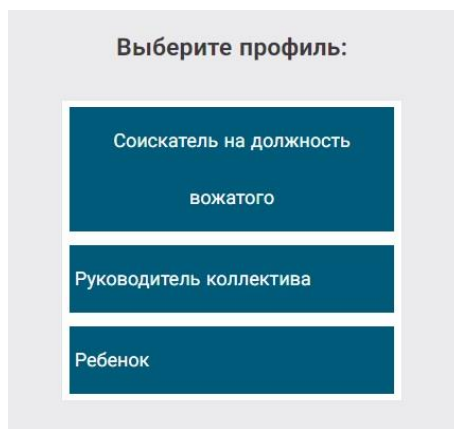 Выберите профиль:
Соискатель на должность
вожатого
Руководитель коллектива
Ребенок